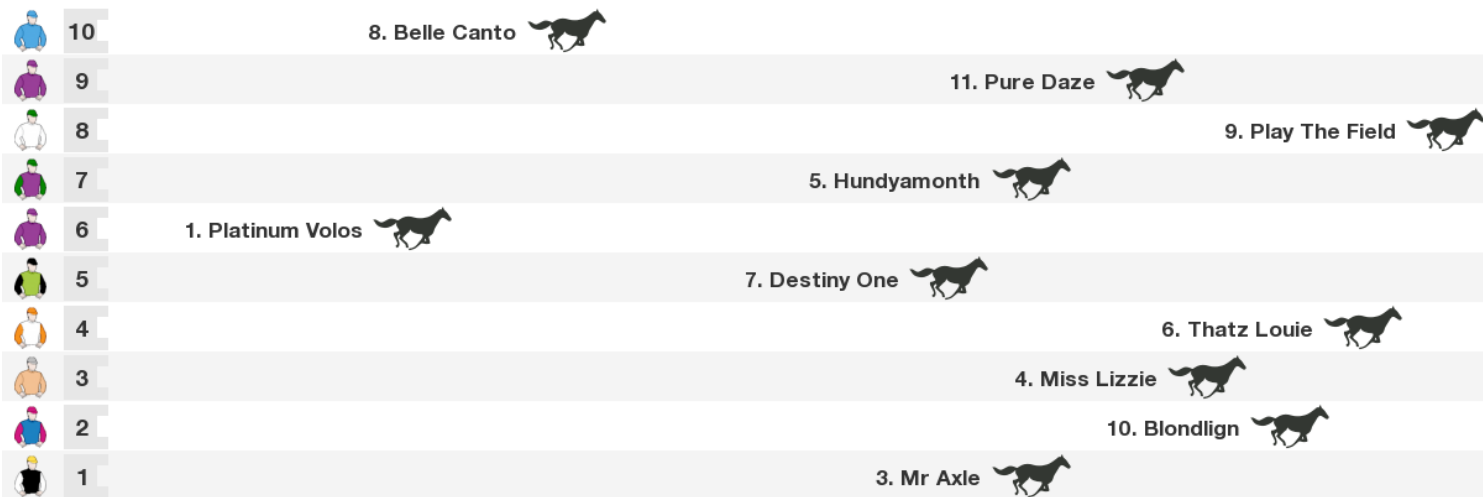 10 8. Belle Canto
9 11. Pure Daze
8 9. Play The Field
7 5. Hundyamonth
6 1. Platinum Volos
5 7. Destiny One
4 6. Thatz Louie
3 4. Miss Lizzie
2 10. Blondlign
1 3. Mr Axle